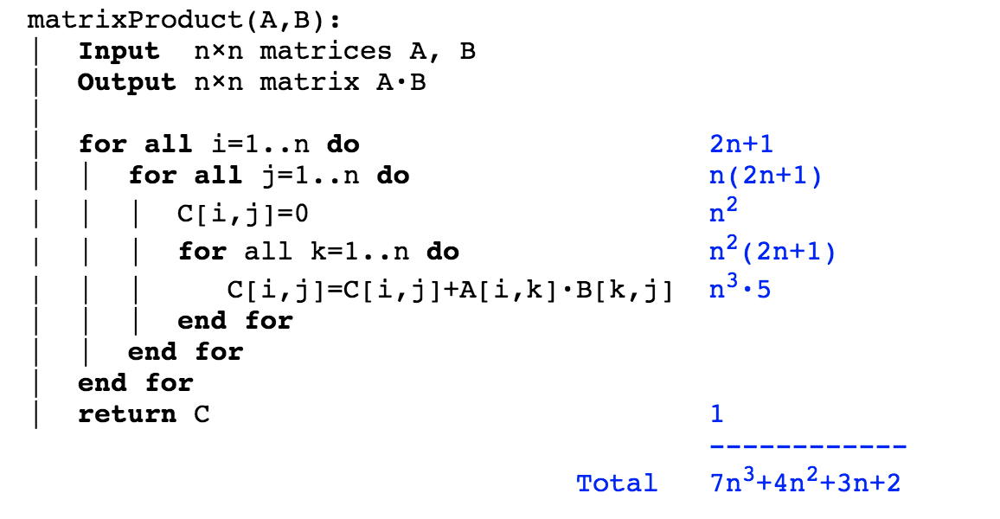 matrixProduct(A,B):
| Input n×n matrices A, B
| Output n×n matrix A·B
|
| for all i=1..n do 2n+1
| | for all j=1..n do n(2n+1)
| | | C[i,j]=0 n²
| | | for all k=1..n do n²(2n+1)
| | | C[i,j]=C[i,j]+A[i,k]·B[k,j] n³·5
| | | end for
| | end for
| end for
| return C 1
------------
Total 7n³+4n²+3n+2